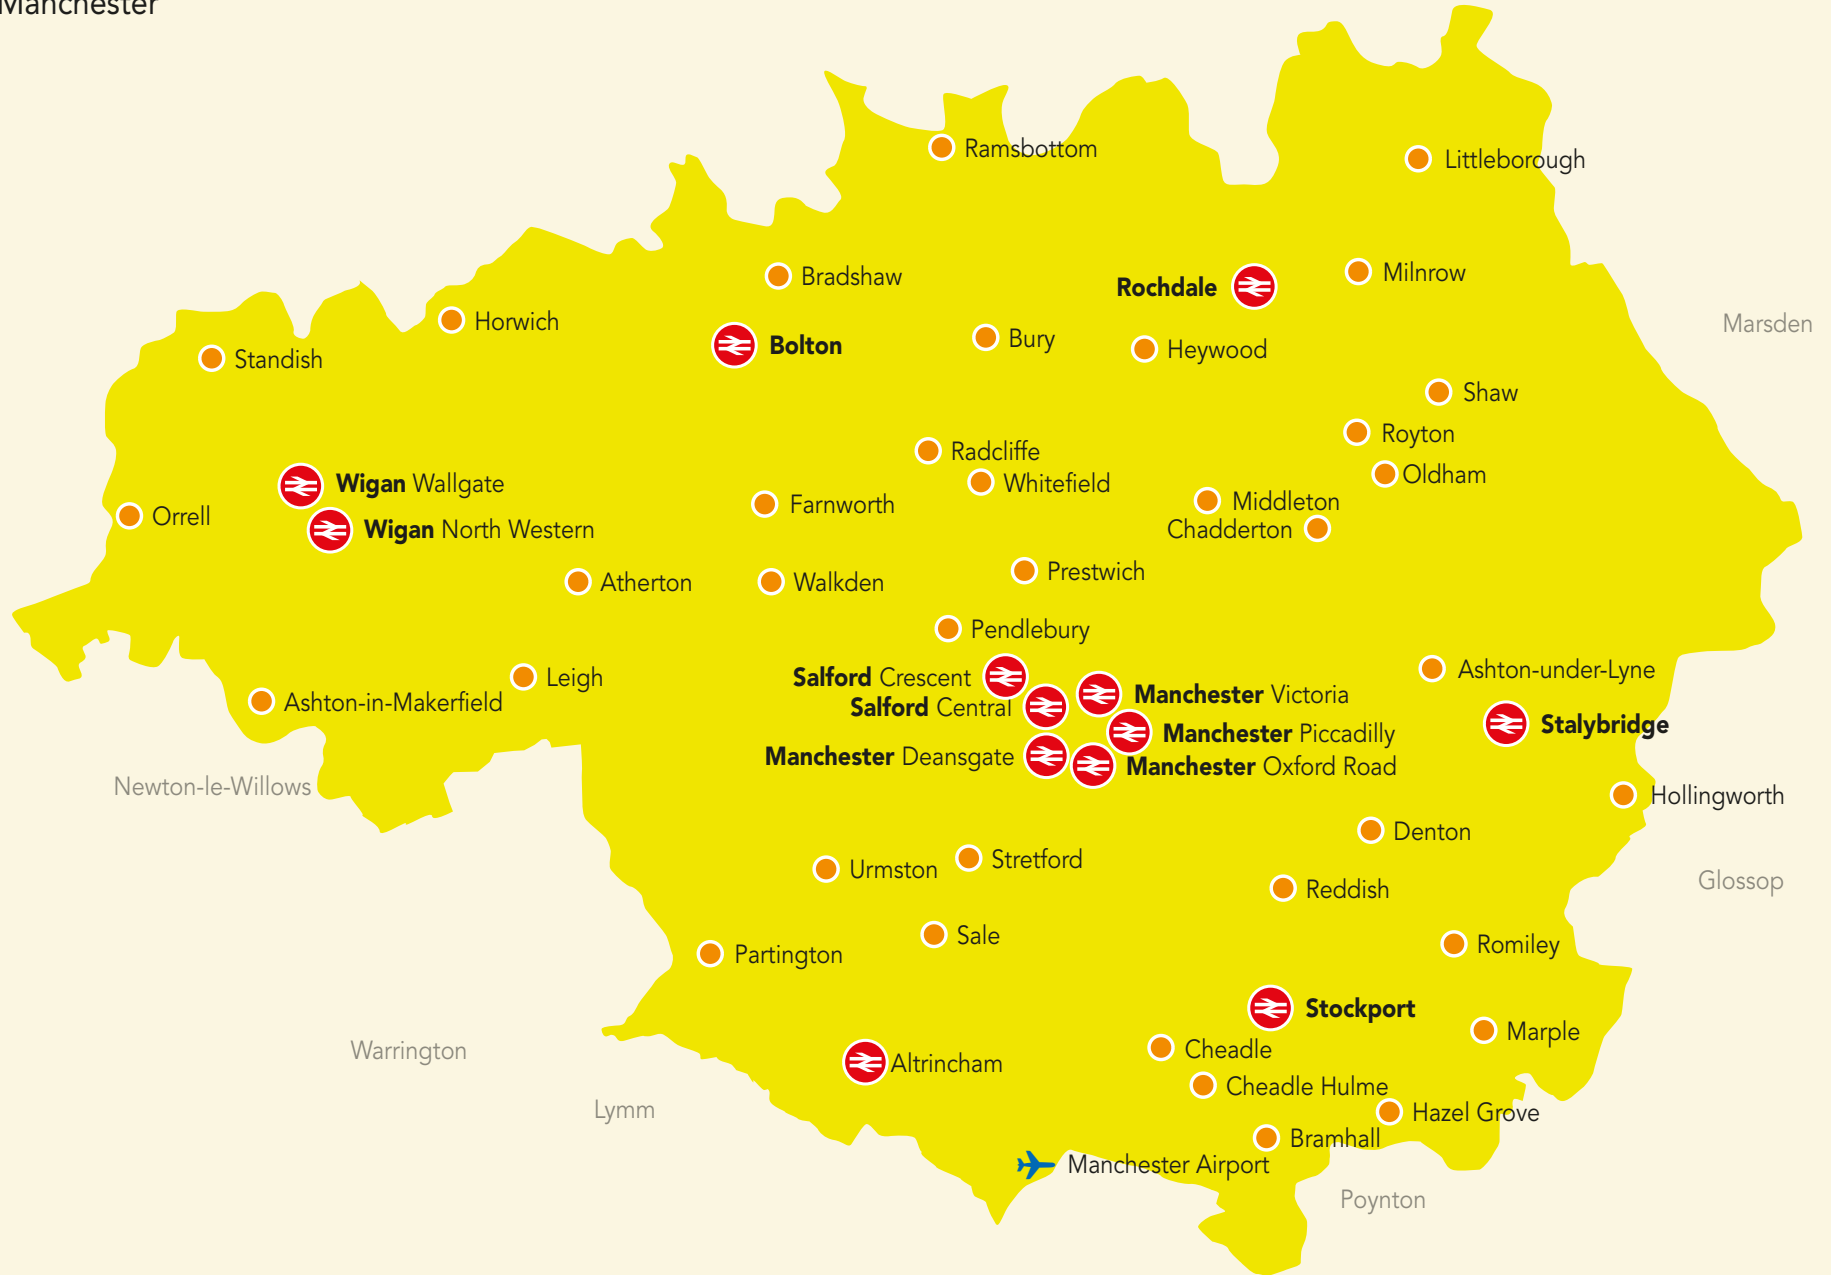 Manchester
Ramsbottom
Littleborough
Bradshaw
Milnrow
Rochdale
Horwich
Marsden
Bury
Bolton
Heywood
Standish
Shaw
Royton
Radcliffe
Oldham
Wigan Wallgate
Whitefield
Middleton
Farnworth
Orrell
Wigan North Western
Chadderton
Prestwich
Atherton
Walkden
Pendlebury
Ashton-under-Lyne
Leigh
Salford Crescent
Manchester Victoria
Ashton-in-Makerfield
Salford Central
Stalybridge
Manchester Piccadilly
Manchester Deansgate
Manchester Oxford Road
Newton-le-Willows
Hollingworth
Denton
Stretford
Urmston
Glossop
Reddish
Sale
Romiley
Partington
Stockport
Marple
Warrington
Cheadle
Altrincham
Cheadle Hulme
Lymm
Hazel Grove
Bramhall
Manchester Airport
Poynton